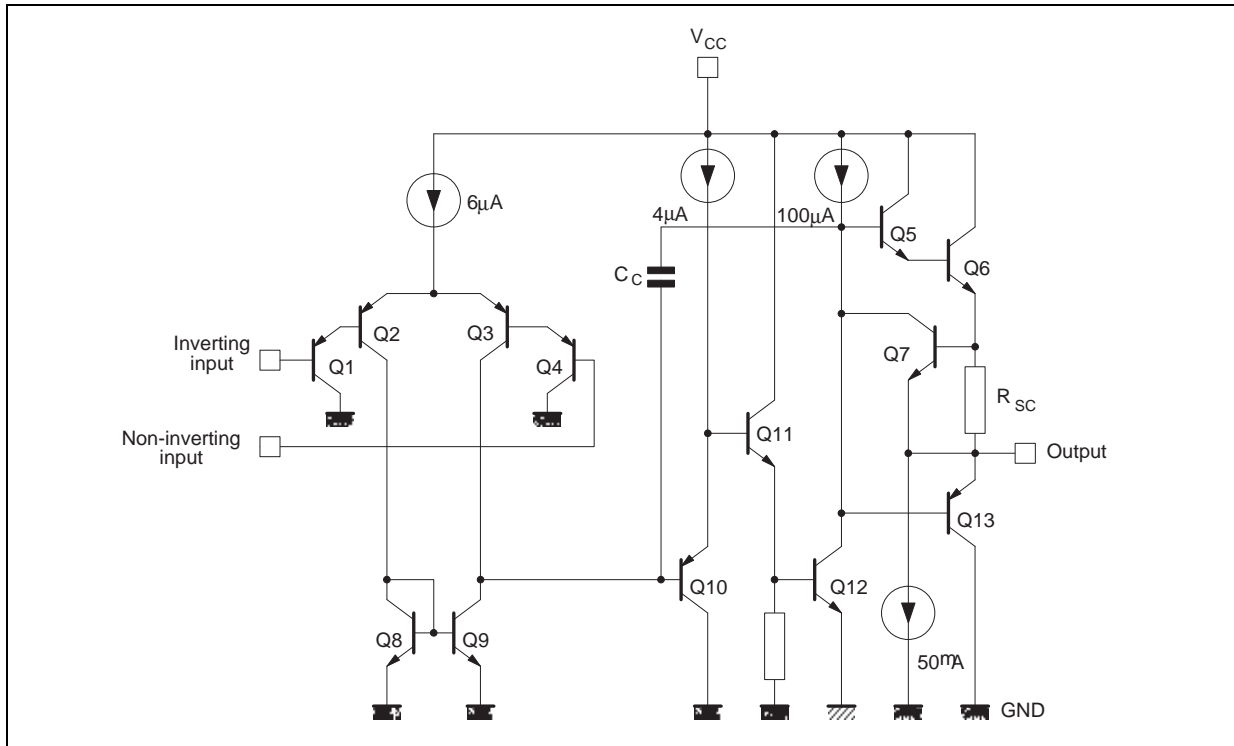 VCC
6μA
4μA
100μA
Q5
Q6
CC
Q2
Q3
Inverting
input
Q1
Q4
Q7
RSC
Non-inverting
input
Q11
Output
Q13
Q10
Q12
Q8
Q9
50mA
GND